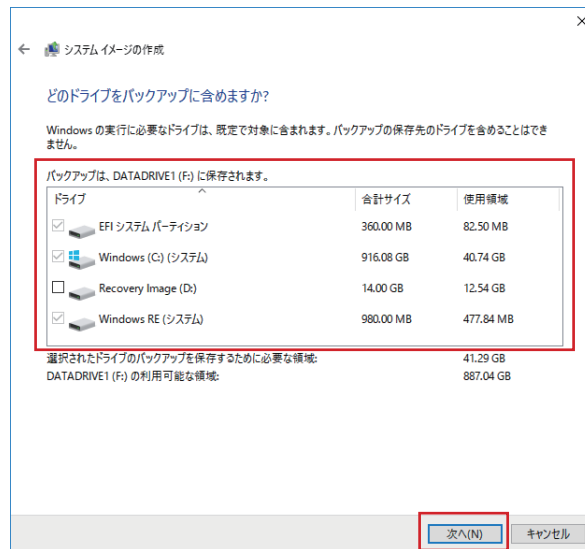 システム イメージの作成
どのドライブをバックアップに含めますか?
Windows の実行に必要なドライブは、既定で対象に含まれます。バックアップの保存先のドライブを含めることはでき
ません。
バックアップは、DATADRIVE1 (F:) に保存されます。
ドライブ 合計サイズ 使用領域
EFI システム パーティション 360.00 MB 82.50 MB
Windows (C:) (システム) 916.08 GB 40.74 GB
Recovery Image (D:) 14.00 GB 12.54 GB
Windows RE (システム) 980.00 MB 477.84 MB
選択されたドライブのバックアップを保存するために必要な領域: 41.29 GB
DATADRIVE1 (F:) の利用可能な領域: 887.04 GB
次へ(N) キャンセル